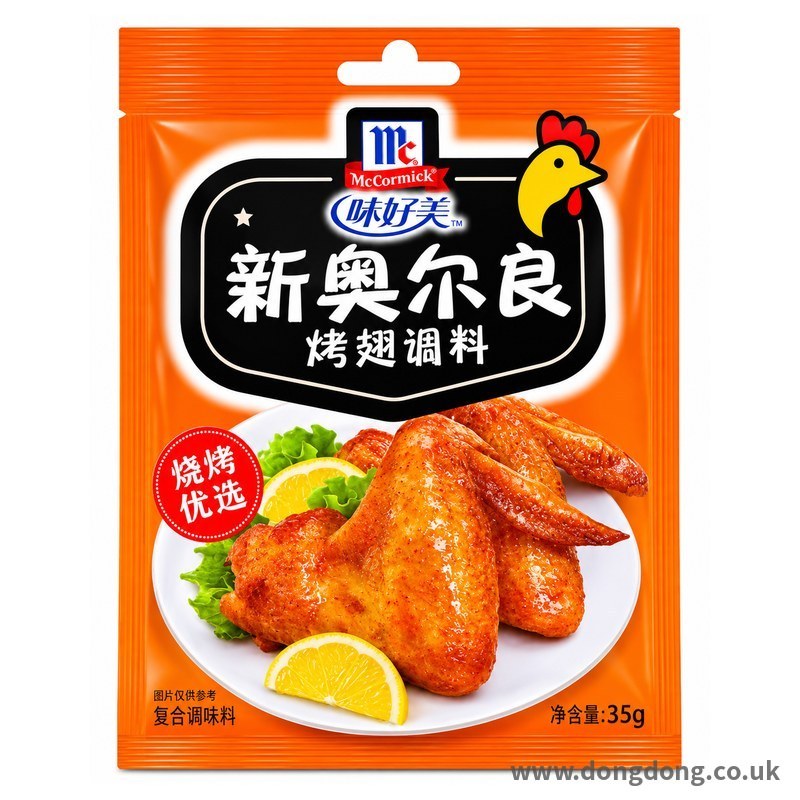 mc®
McCormick®
味好美™
新奥尔良
烤翅调料
烧烤
优选
图片仅供参考
复合调味料
净含量:35g
www.dongdong.co.uk